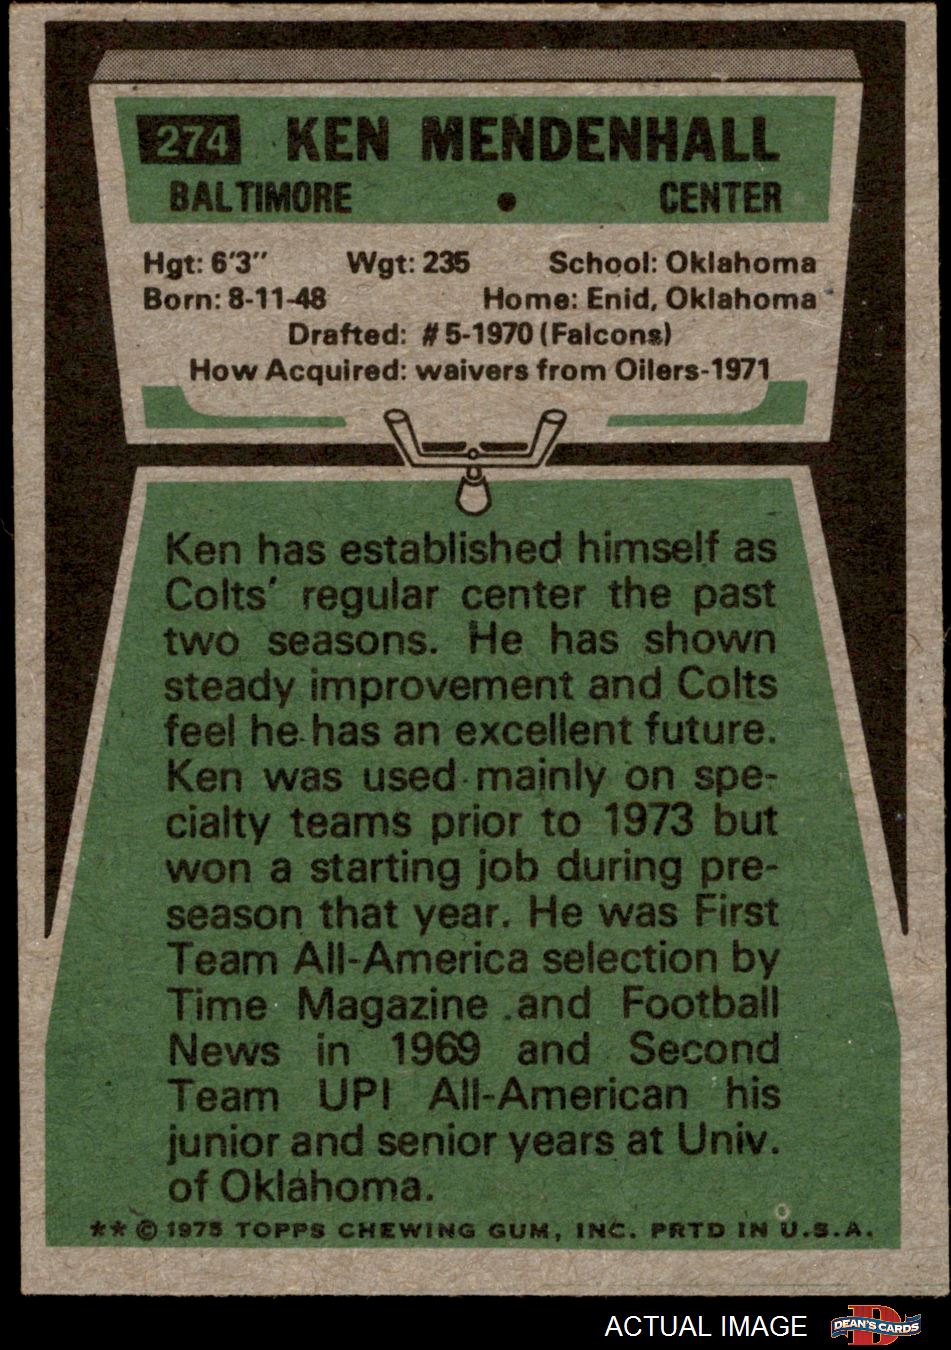 274 KEN MENDENHALL
BALTIMORE • CENTER
Hgt: 6'3" Wgt: 235 School: Oklahoma
Born: 8-11-48 Home: Enid, Oklahoma
Drafted: #5-1970 (Falcons)
How Acquired: waivers from Oilers-1971
Ken has established himself as
Colts' regular center the past
two seasons. He has shown
steady improvement and Colts
feel he has an excellent future.
Ken was used mainly on spe-
cialty teams prior to 1973 but
won a starting job during pre-
season that year. He was First
Team All-America selection by
Time Magazine and Football
News in 1969 and Second
Team UPI All-American his
junior and senior years at Univ.
of Oklahoma.
** © 1975 TOPPS CHEWING GUM, INC. PRTD IN U.S.A.
ACTUAL IMAGE DEAN'S CARDS